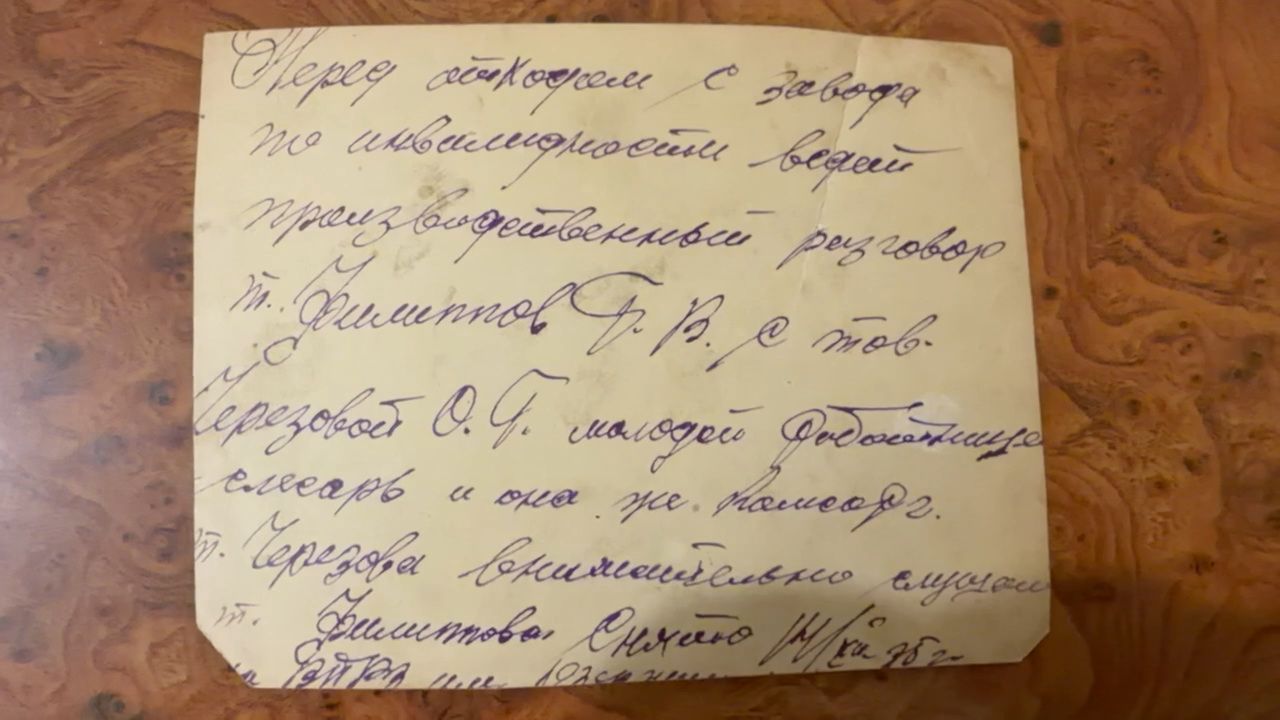 Перед отходом с завода
по инвалидности ведет
производственный разговор
т. Филиппов Г. В. с тов.
Черезовой О. Г. молодой работнице
слесарь и она же Комсорг.
т. Черезова внимательно слушает
т. Филиппова. Снято